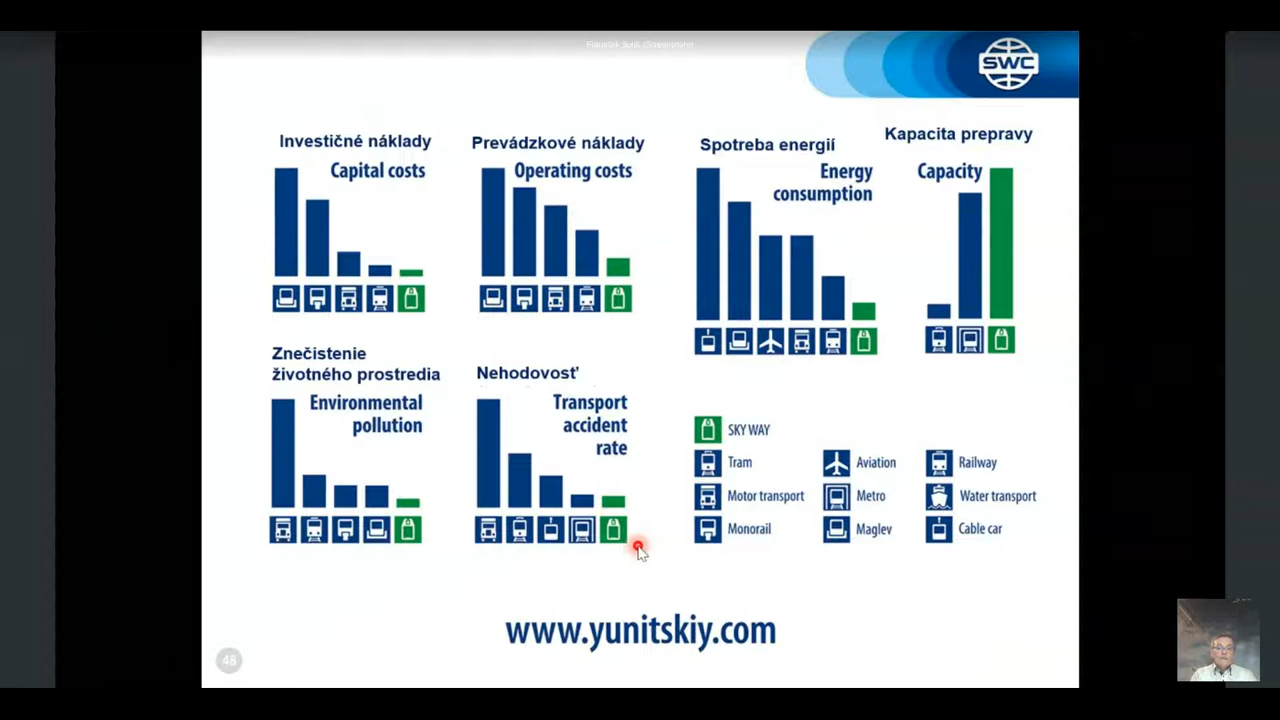 SWC
Investičné náklady
Capital costs
Prevádzkové náklady
Operating costs
Spotreba energií
Energy
consumption
Kapacita prepravy
Capacity
Znečistenie
životného prostredia
Environmental
pollution
Nehodovosť
Transport
accident
rate
SKY WAY
Tram
Aviation
Railway
Motor transport
Metro
Water transport
Monorail
Maglev
Cable car
www.yunitskiy.com
48